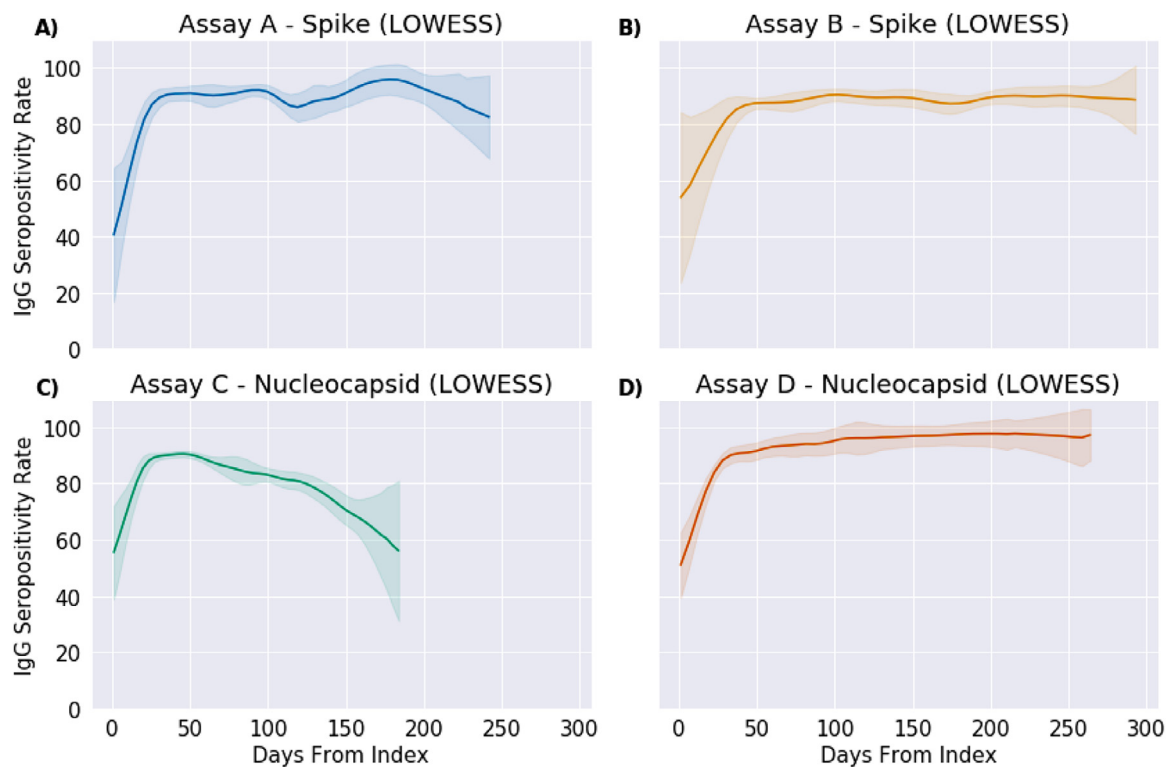 A) Assay A - Spike (LOWESS)
B) Assay B - Spike (LOWESS)
IgG Seropositivity Rate
100
80
60
40
20
0
C) Assay C - Nucleocapsid (LOWESS)
D) Assay D - Nucleocapsid (LOWESS)
IgG Seropositivity Rate
100
80
60
40
20
0
0 50 100 150 200 250 300
0 50 100 150 200 250 300
Days From Index
Days From Index